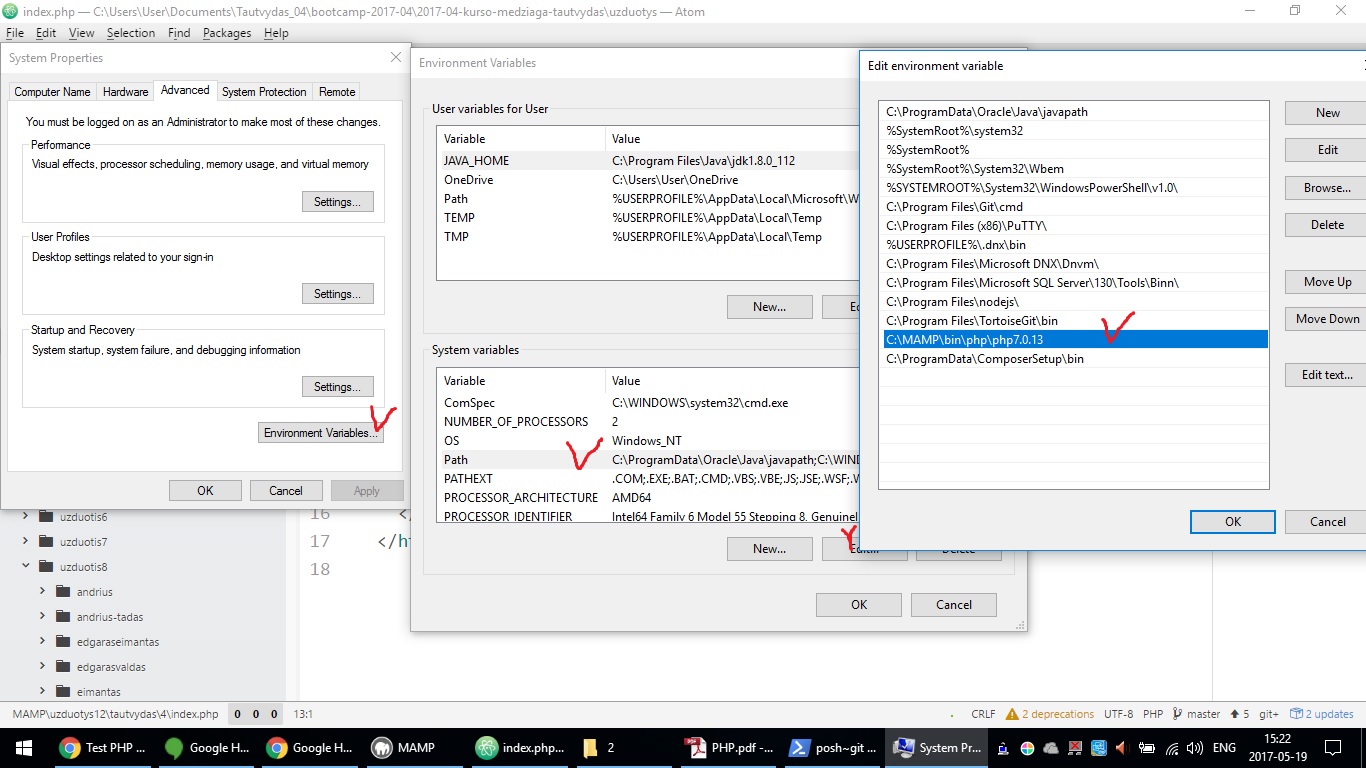 index.php — C:\Users\User\Documents\Tautvydas_04\bootcamp-2017-04\2017-04-kurso-medziaga-tautvydas\uzduotys — Atom
File Edit View Selection Find Packages Help
System Properties
Computer Name Hardware Advanced System Protection Remote
You must be logged on as an Administrator to make most of these changes.
Performance
Visual effects, processor scheduling, memory usage, and virtual memory
Settings...
User Profiles
Desktop settings related to your sign-in
Settings...
Startup and Recovery
System startup, system failure, and debugging information
Settings...
Environment Variables...
OK Cancel Apply
Environment Variables
User variables for User
Variable Value
JAVA_HOME C:\Program Files\Java\jdk1.8.0_112
OneDrive C:\Users\User\OneDrive
Path %USERPROFILE%\AppData\Local\Microsoft\W
TEMP %USERPROFILE%\AppData\Local\Temp
TMP %USERPROFILE%\AppData\Local\Temp
New...
System variables
Variable Value
ComSpec C:\WINDOWS\system32\cmd.exe
NUMBER_OF_PROCESSORS 2
OS Windows_NT
Path C:\ProgramData\Oracle\Java\javapath;C:\WIND
PATHEXT .COM;.EXE;.BAT;.CMD;.VBS;.VBE;.JS;.JSE;.WSF;.W
PROCESSOR_ARCHITECTURE AMD64
PROCESSOR_IDENTIFIER Intel64 Family 6 Model 55 Stepping 8, GenuineI
New... Edit... Delete
OK Cancel
Edit environment variable
C:\ProgramData\Oracle\Java\javapath
%SystemRoot%\system32
%SystemRoot%
%SystemRoot%\System32\Wbem
%SYSTEMROOT%\System32\WindowsPowerShell\v1.0\
C:\Program Files\Git\cmd
C:\Program Files (x86)\PuTTY\
%USERPROFILE%\.dnx\bin
C:\Program Files\Microsoft DNX\Dnvm\
C:\Program Files\Microsoft SQL Server\130\Tools\Binn\
C:\Program Files\nodejs\
C:\Program Files\TortoiseGit\bin
C:\MAMP\bin\php\php7.0.13
C:\ProgramData\ComposerSetup\bin
New
Edit
Browse...
Delete
Move Up
Move Down
Edit text...
OK Cancel
uzduotis6
uzduotis7
uzduotis8
andrius
andrius-tadas
edgaraseimantas
edgarasvaldas
eimantas
16 </
17 </ht
18
MAMP\uzduotys12\tautvydas\4\index.php 0 0 0 13:1 CRLF 2 deprecations UTF-8 PHP master 5 git+ 2 updates
Test PHP ... Google H... Google H... MAMP index.php... 2 PHP.pdf -... posh~git ... System Pr... ENG 15:22
2017-05-19